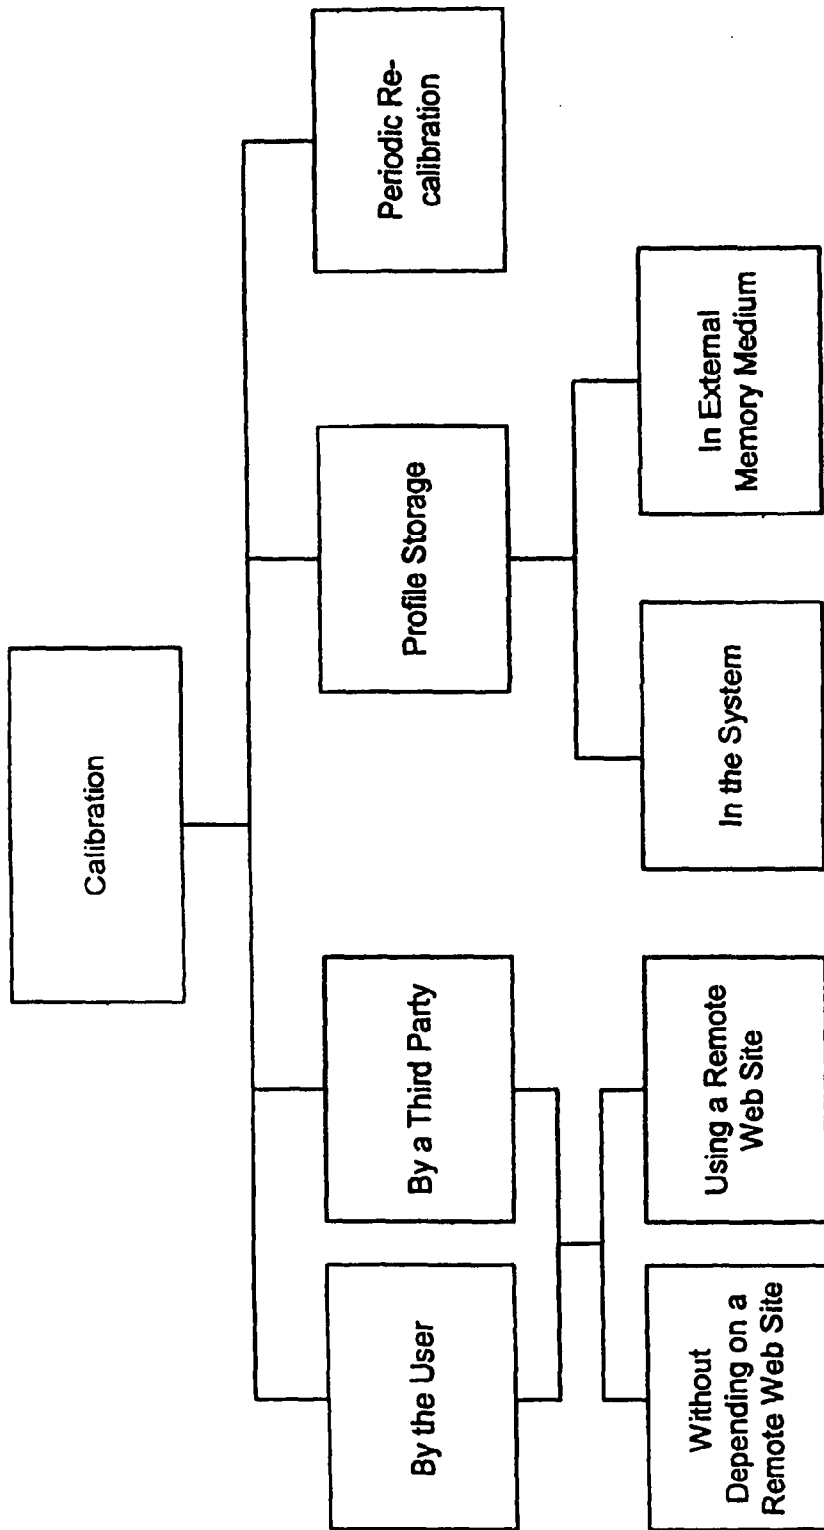 Calibration
By the User
By a Third Party
Profile Storage
Periodic Re-
calibration
Without
Depending on a
Remote Web Site
Using a Remote
Web Site
In the System
In External
Memory Medium